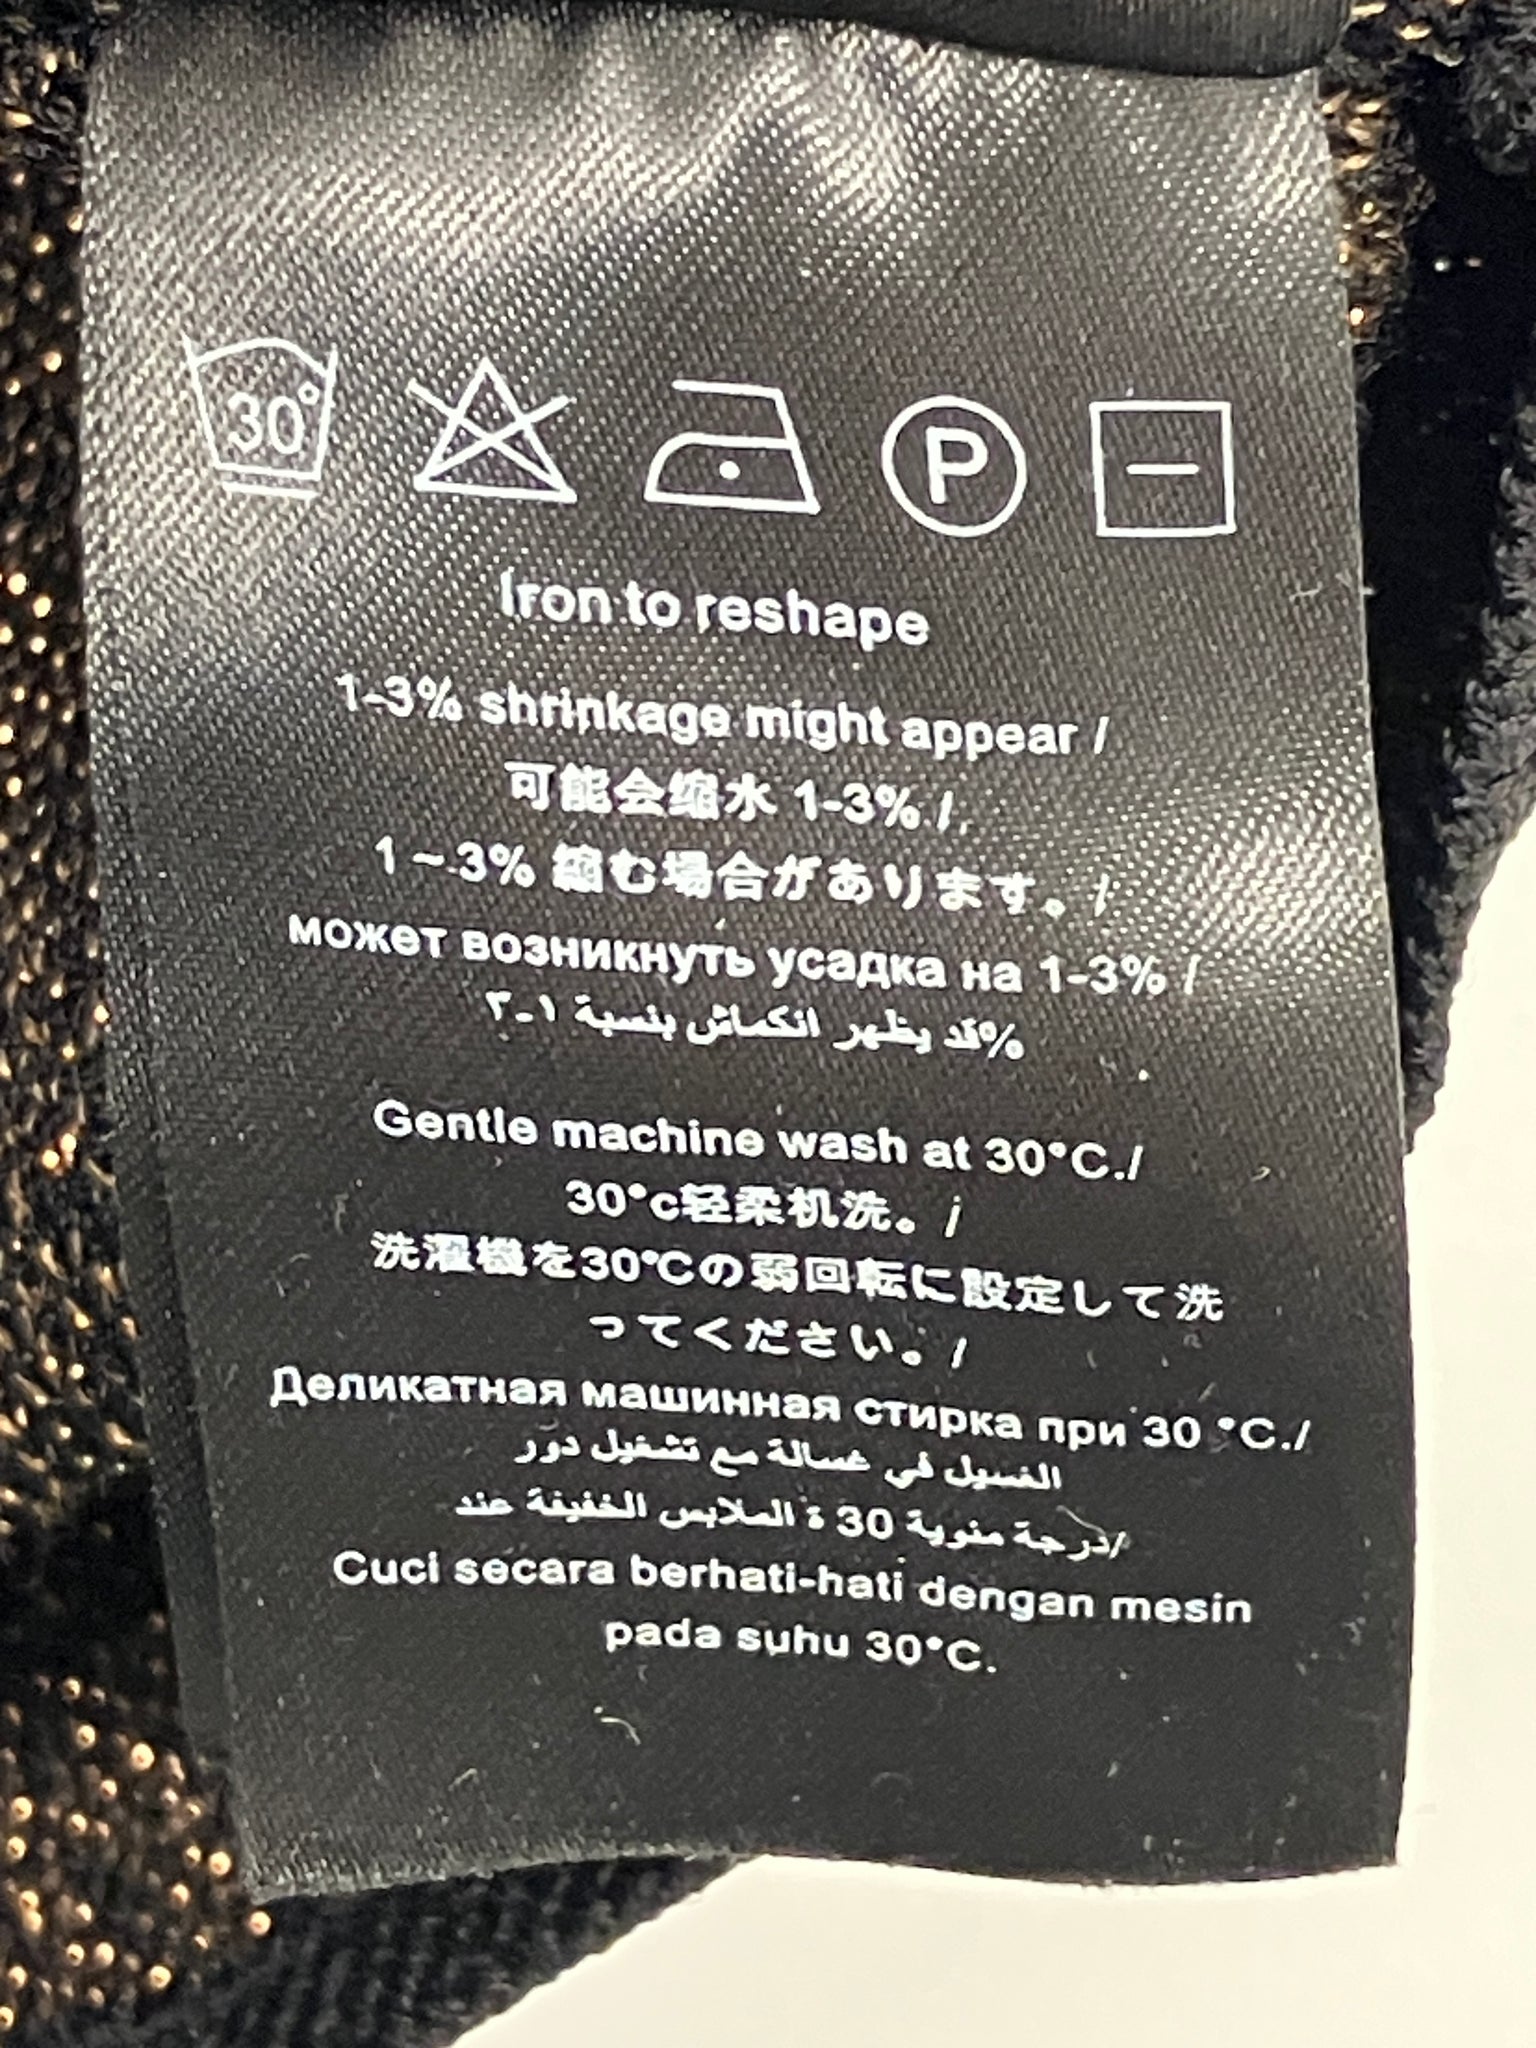 30°
P
Iron to reshape
1-3% shrinkage might appear /
可能会缩水 1-3% /
1～3% 縮む場合があります。/
может возникнуть усадка на 1-3% /
%قد يظهر انكماش بنسبة ١-٣
Gentle machine wash at 30°C./
30°c轻柔机洗。/
洗濯機を30℃の弱回転に設定して洗
ってください。/
Деликатная машинная стирка при 30 °C./
الغسيل في غسالة مع تشغيل دور
/درجة مئوية 30 ة الملابس الخفيفة عند
Cuci secara berhati-hati dengan mesin
pada suhu 30°C.